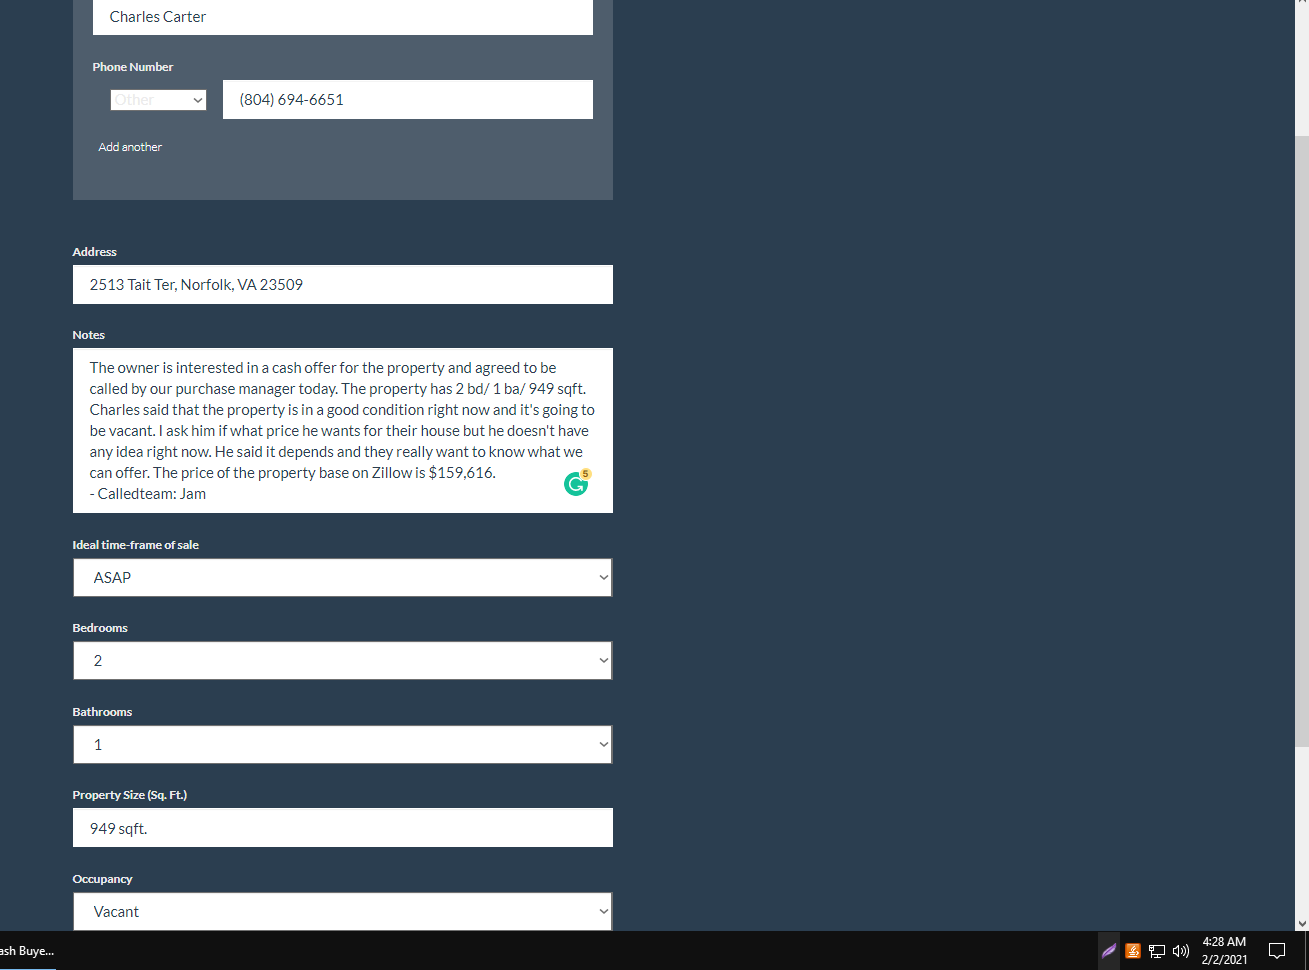 Charles Carter
Phone Number
Other
(804) 694-6651
Add another
Address
2513 Tait Ter, Norfolk, VA 23509
Notes
The owner is interested in a cash offer for the property and agreed to be
called by our purchase manager today. The property has 2 bd/ 1 ba/ 949 sqft.
Charles said that the property is in a good condition right now and it's going to
be vacant. I ask him if what price he wants for their house but he doesn't have
any idea right now. He said it depends and they really want to know what we
can offer. The price of the property base on Zillow is $159,616.
5
- Calledteam: Jam
Ideal time-frame of sale
ASAP
Bedrooms
2
Bathrooms
1
Property Size (Sq. Ft.)
949 sqft.
Occupancy
Vacant
ash Buye...
4:28 AM
2/2/2021